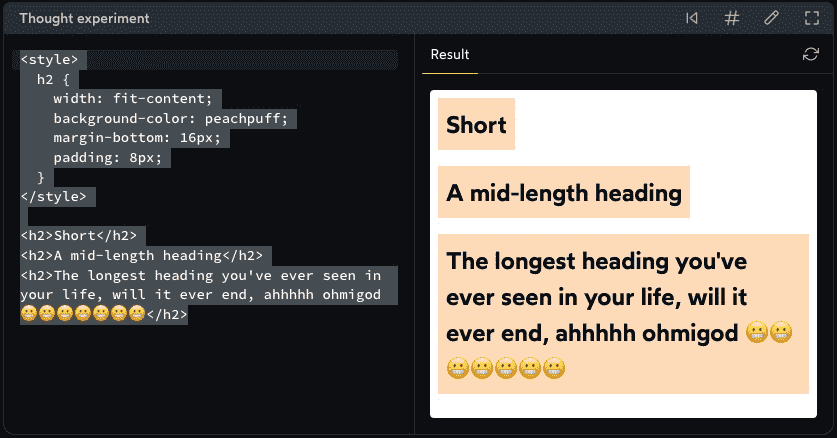 Thought experiment
<style>
  h2 {
    width: fit-content;
    background-color: peachpuff;
    margin-bottom: 16px;
    padding: 8px;
  }
</style>

<h2>Short</h2>
<h2>A mid-length heading</h2>
<h2>The longest heading you've ever seen in
your life, will it ever end, ahhhhh ohmigod
😬😬😬😬😬😬😬</h2>
Result
Short
A mid-length heading
The longest heading you've
ever seen in your life, will it
ever end, ahhhhh ohmigod 😬😬
😬😬😬😬😬